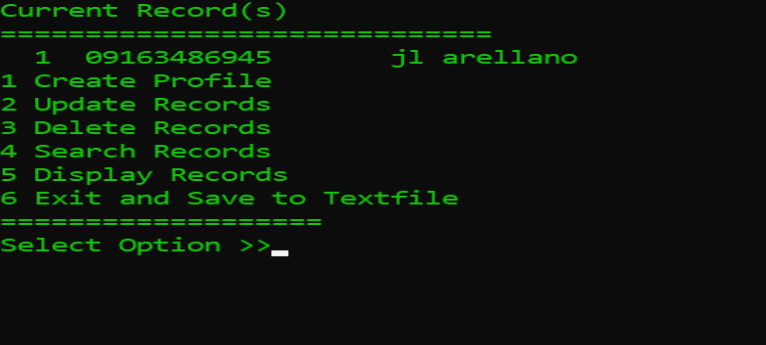 Current Record(s)
=============================
1 09163486945 jl arellano
1 Create Profile
2 Update Records
3 Delete Records
4 Search Records
5 Display Records
6 Exit and Save to Textfile
===================
Select Option >>